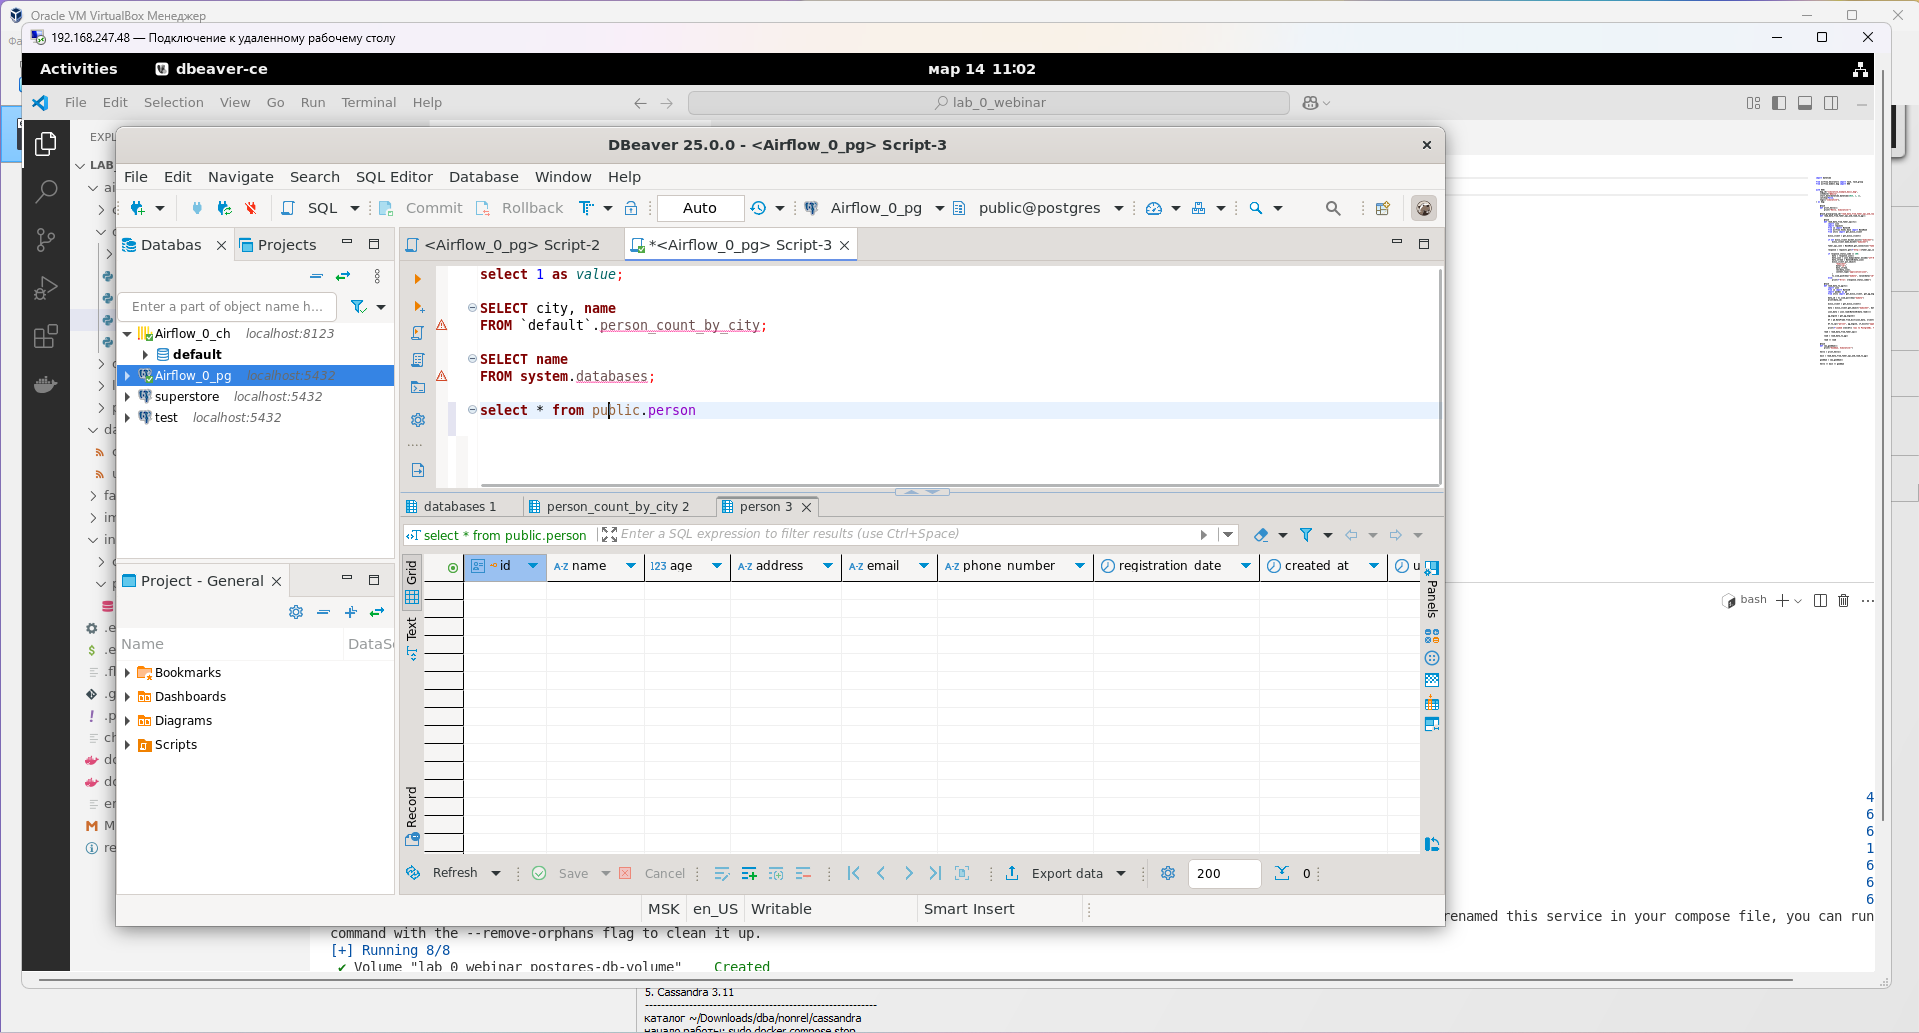 Oracle VM VirtualBox Менеджер
192.168.247.48 — Подключение к удаленному рабочему столу
Activities dbeaver-ce мар 14 11:02
File Edit Selection View Go Run Terminal Help lab_0_webinar
DBeaver 25.0.0 - <Airflow_0_pg> Script-3
File Edit Navigate Search SQL Editor Database Window Help
SQL Commit Rollback Auto Airflow_0_pg public@postgres
Databas Projects
Enter a part of object name h...
Airflow_0_ch localhost:8123
default
Airflow_0_pg localhost:5432
superstore localhost:5432
test localhost:5432
Project - General
Name DataS
Bookmarks
Dashboards
Diagrams
Scripts
<Airflow_0_pg> Script-2 *<Airflow_0_pg> Script-3
select 1 as value;
SELECT city, name
FROM `default`.person_count_by_city;
SELECT name
FROM system.databases;
select * from public.person
databases 1 person_count_by_city 2 person 3
select * from public.person Enter a SQL expression to filter results (use Ctrl+Space)
Grid
Text
Record
id name 123 age address email phone number registration date created at u
Panels
Refresh Save Cancel Export data 200 0
MSK en_US Writable Smart Insert
bash
4
6
6
1
6
6
6
renamed this service in your compose file, you can run
command with the --remove-orphans flag to clean it up.
[+] Running 8/8
✔ Volume "lab_0_webinar_postgres-db-volume" Created
5. Cassandra 3.11
каталог ~/Downloads/dba/nonrel/cassandra
начало работы: sudo docker compose stop